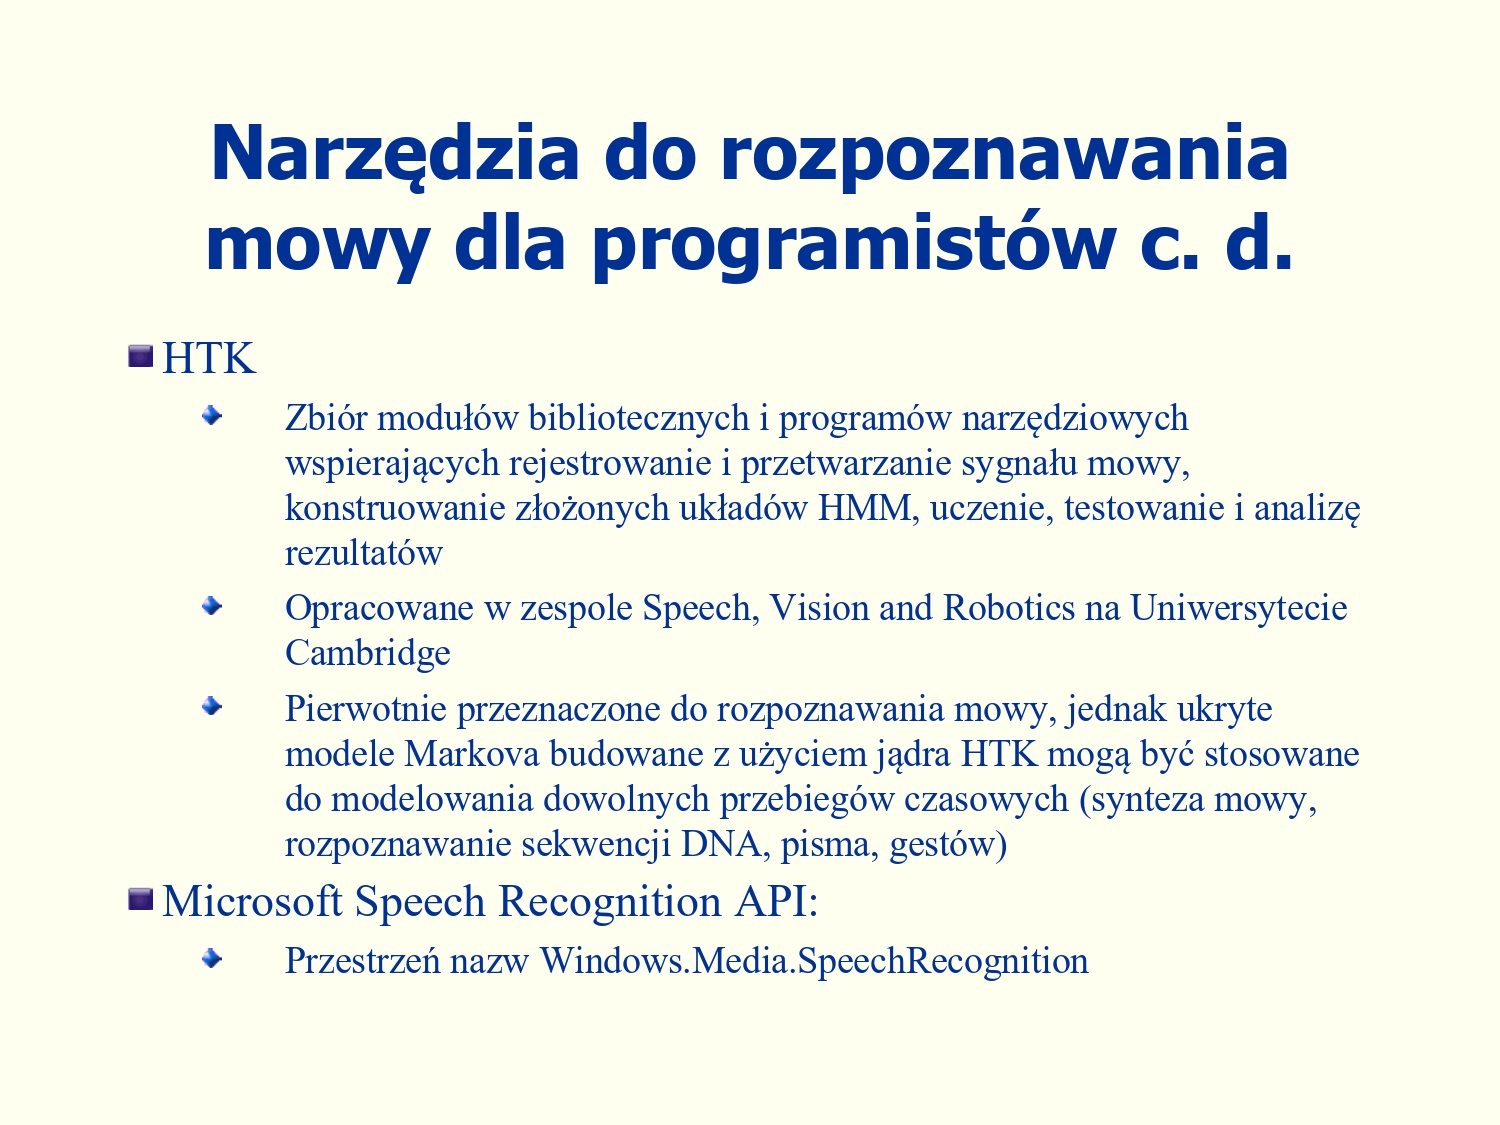 Narzędzia do rozpoznawania
mowy dla programistów c. d.
HTK
Zbiór modułów bibliotecznych i programów narzędziowych
wspierających rejestrowanie i przetwarzanie sygnału mowy,
konstruowanie złożonych układów HMM, uczenie, testowanie i analizę
rezultatów
Opracowane w zespole Speech, Vision and Robotics na Uniwersytecie
Cambridge
Pierwotnie przeznaczone do rozpoznawania mowy, jednak ukryte
modele Markova budowane z użyciem jądra HTK mogą być stosowane
do modelowania dowolnych przebiegów czasowych (synteza mowy,
rozpoznawanie sekwencji DNA, pisma, gestów)
Microsoft Speech Recognition API:
Przestrzeń nazw Windows.Media.SpeechRecognition